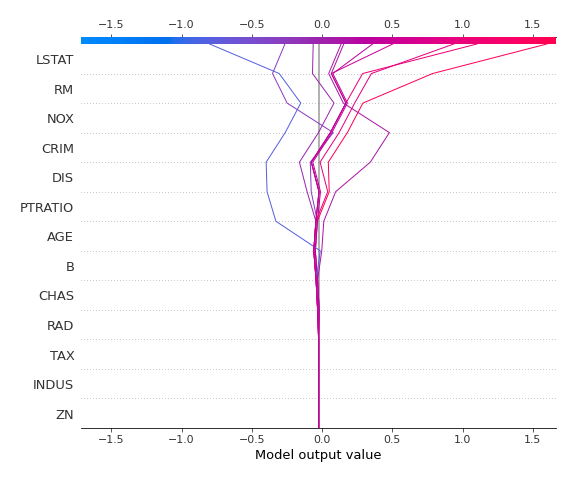 −1.5 −1.0 −0.5 0.0 0.5 1.0 1.5
LSTAT
RM
NOX
CRIM
DIS
PTRATIO
AGE
B
CHAS
RAD
TAX
INDUS
ZN
−1.5 −1.0 −0.5 0.0 0.5 1.0 1.5
Model output value